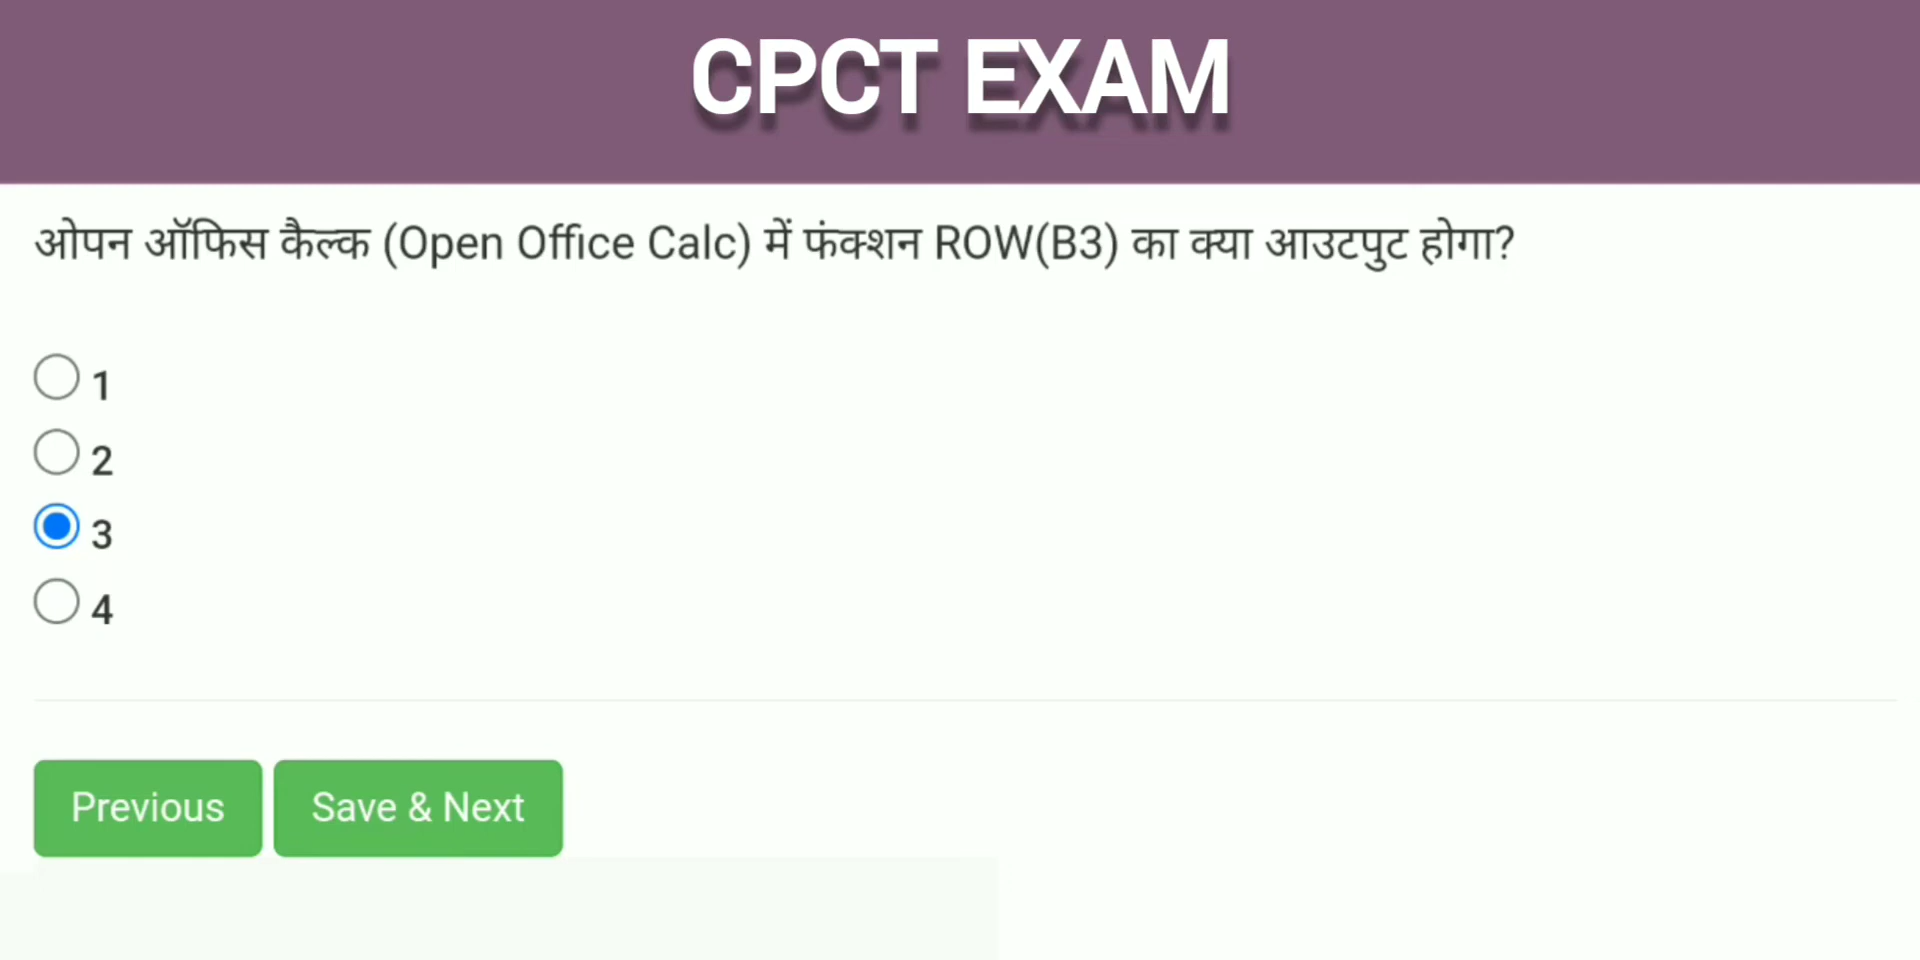 CPCT EXAM
ओपन ऑफिस कैल्क (Open Office Calc) में फंक्शन ROW(B3) का क्या आउटपुट होगा?
1
2
3
4
Previous
Save & Next